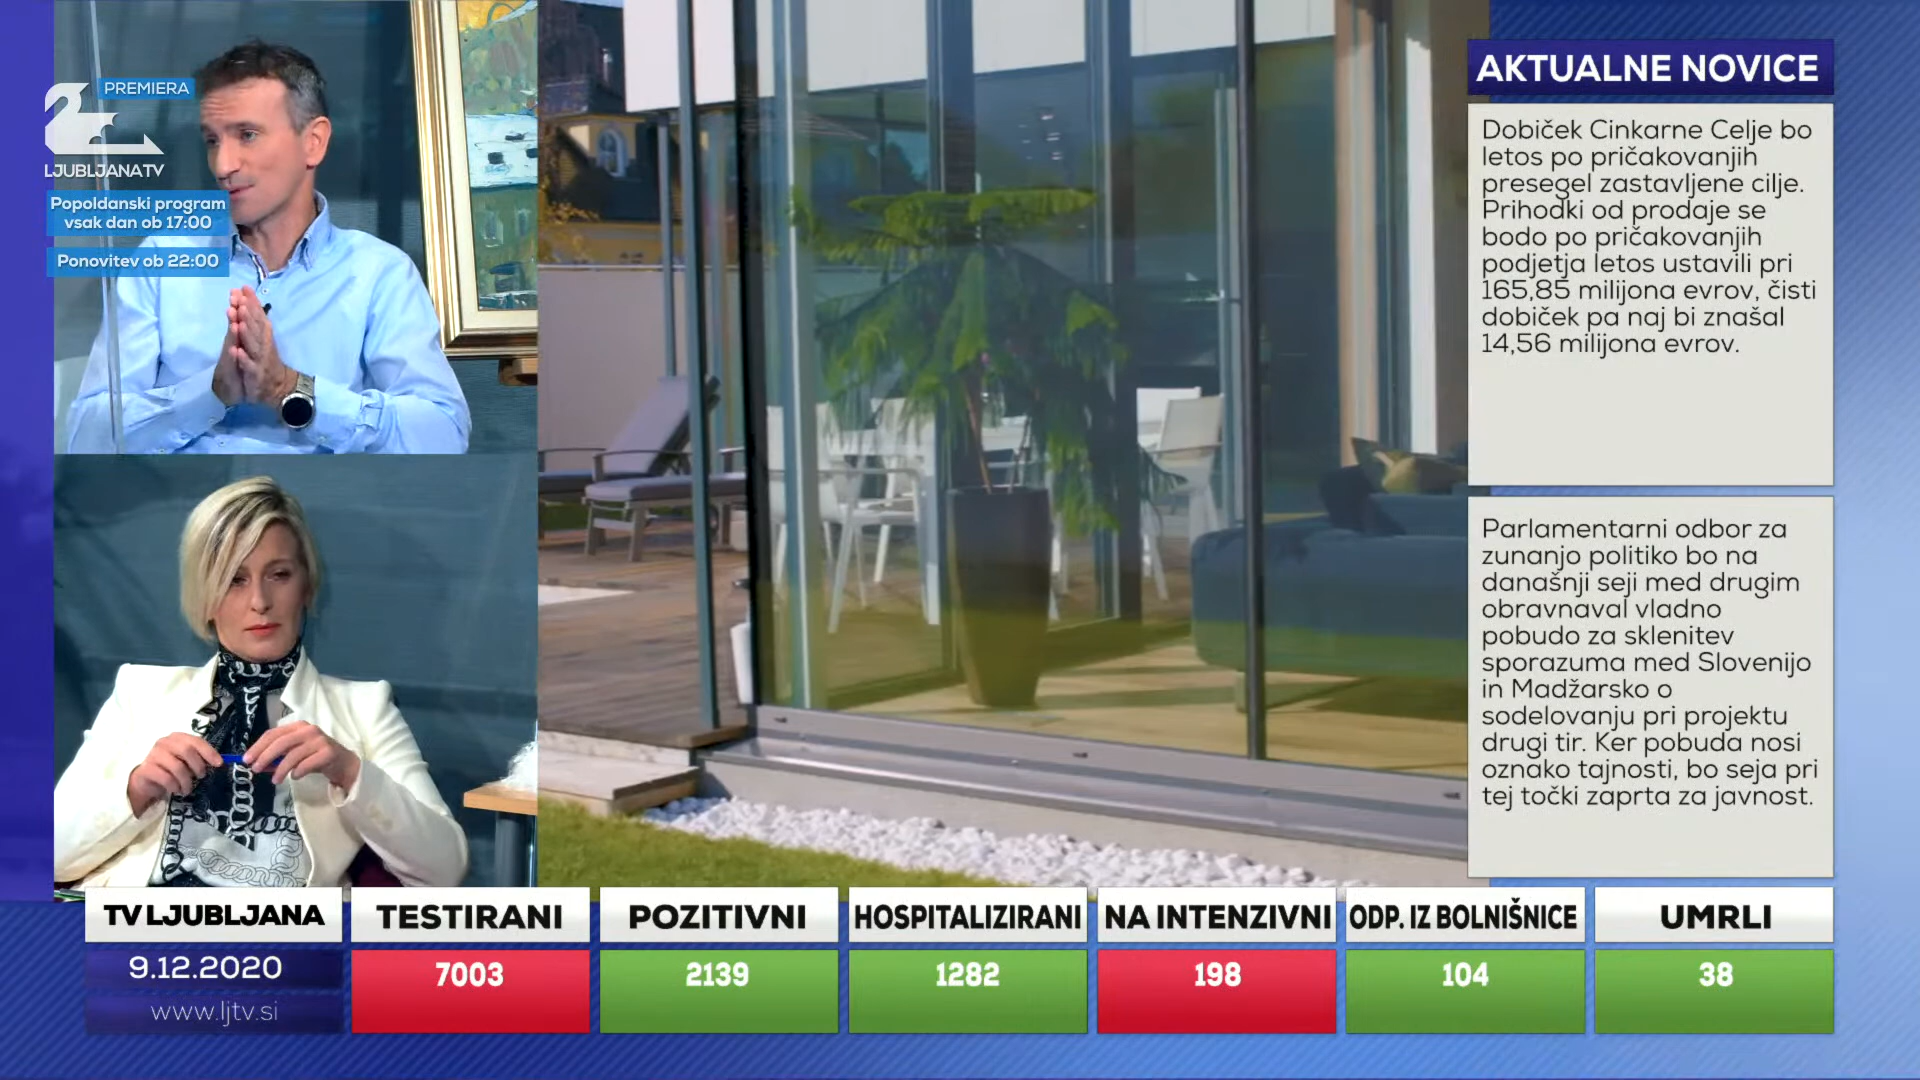 PREMIERA
LJUBLJANATV
Popoldanski program
vsak dan ob 17:00
Ponovitev ob 22:00
AKTUALNE NOVICE
Dobiček Cinkarne Celje bo
letos po pričakovanjih
presegel zastavljene cilje.
Prihodki od prodaje se
bodo po pričakovanjih
podjetja letos ustavili pri
165,85 milijona evrov, čisti
dobiček pa naj bi znašal
14,56 milijona evrov.
Parlamentarni odbor za
zunanjo politiko bo na
današnji seji med drugim
obravnaval vladno
pobudo za sklenitev
sporazuma med Slovenijo
in Madžarsko o
sodelovanju pri projektu
drugi tir. Ker pobuda nosi
oznako tajnosti, bo seja pri
tej točki zaprta za javnost.
TV LJUBLJANA
9.12.2020
www.ljtv.si
TESTIRANI
7003
POZITIVNI
2139
HOSPITALIZIRANI
1282
NA INTENZIVNI
198
ODP. IZ BOLNIŠNICE
104
UMRLI
38